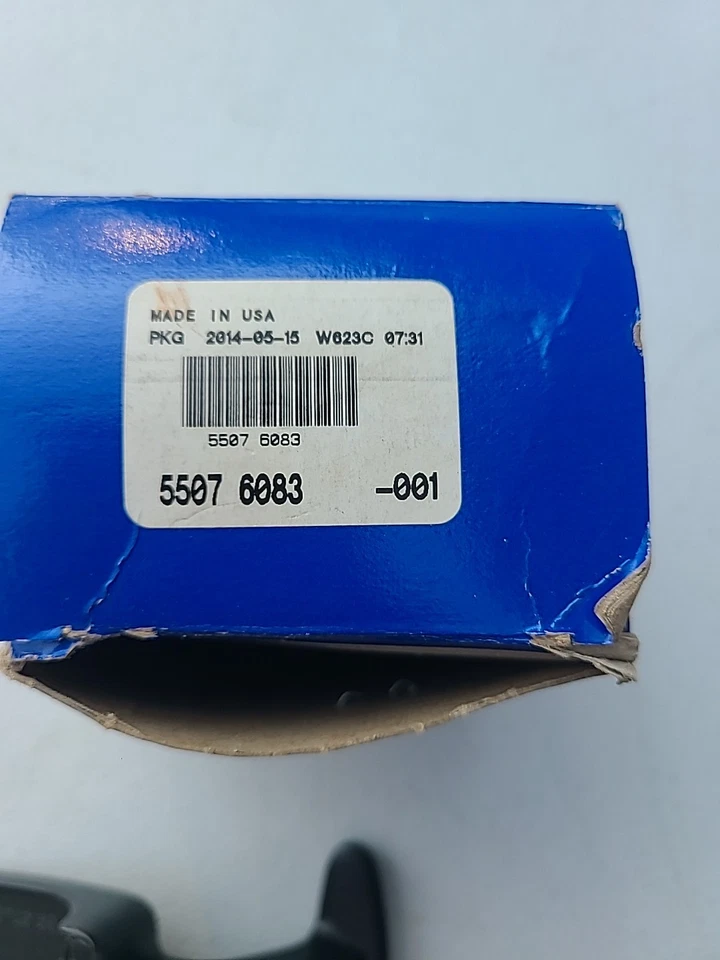 MADE IN USA
PKG 2014-05-15 W623C 07:31
5507 6083
5507 6083 -001